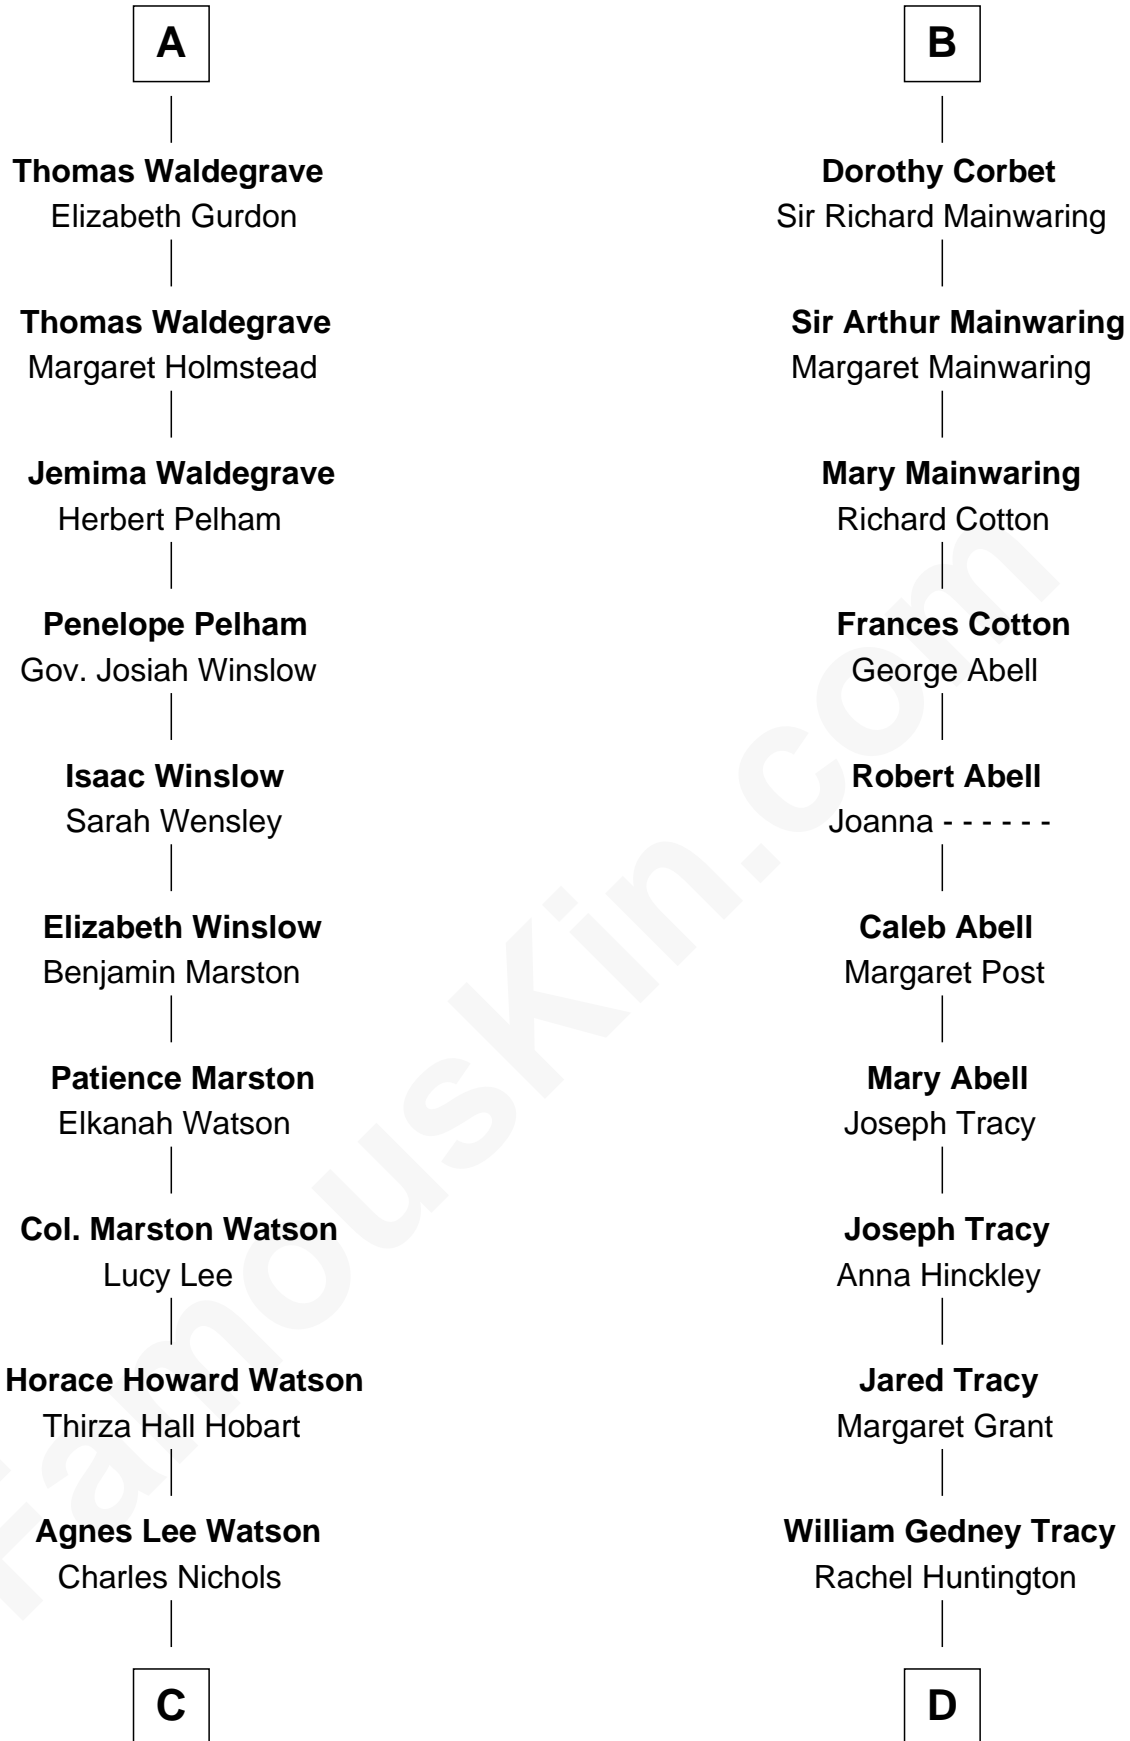 A
Thomas Waldegrave
Elizabeth Gurdon
Thomas Waldegrave
Margaret Holmstead
Jemima Waldegrave
Herbert Pelham
Penelope Pelham
Gov. Josiah Winslow
Isaac Winslow
Sarah Wensley
Elizabeth Winslow
Benjamin Marston
Patience Marston
Elkanah Watson
Col. Marston Watson
Lucy Lee
Horace Howard Watson
Thirza Hall Hobart
Agnes Lee Watson
Charles Nichols
C
B
Dorothy Corbet
Sir Richard Mainwaring
Sir Arthur Mainwaring
Margaret Mainwaring
Mary Mainwaring
Richard Cotton
Frances Cotton
George Abell
Robert Abell
Joanna - - - - - -
Caleb Abell
Margaret Post
Mary Abell
Joseph Tracy
Joseph Tracy
Anna Hinckley
Jared Tracy
Margaret Grant
William Gedney Tracy
Rachel Huntington
D
FamousKin.com